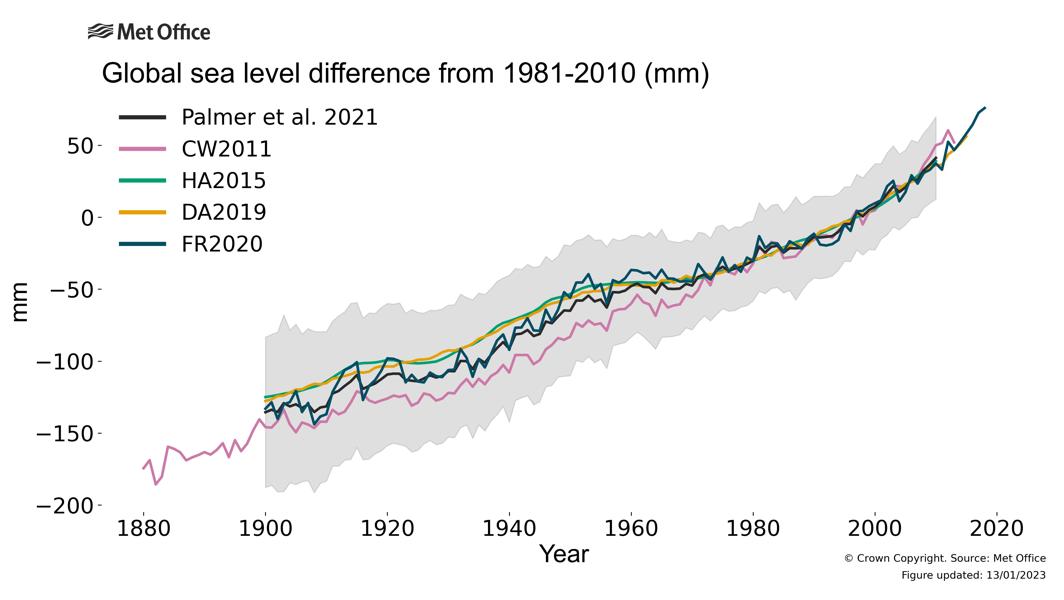 Met Office
Global sea level difference from 1981-2010 (mm)
Palmer et al. 2021
CW2011
HA2015
DA2019
FR2020
50
0
−50
−100
−150
−200
mm
1880 1900 1920 1940 1960 1980 2000 2020
Year
© Crown Copyright. Source: Met Office
Figure updated: 13/01/2023